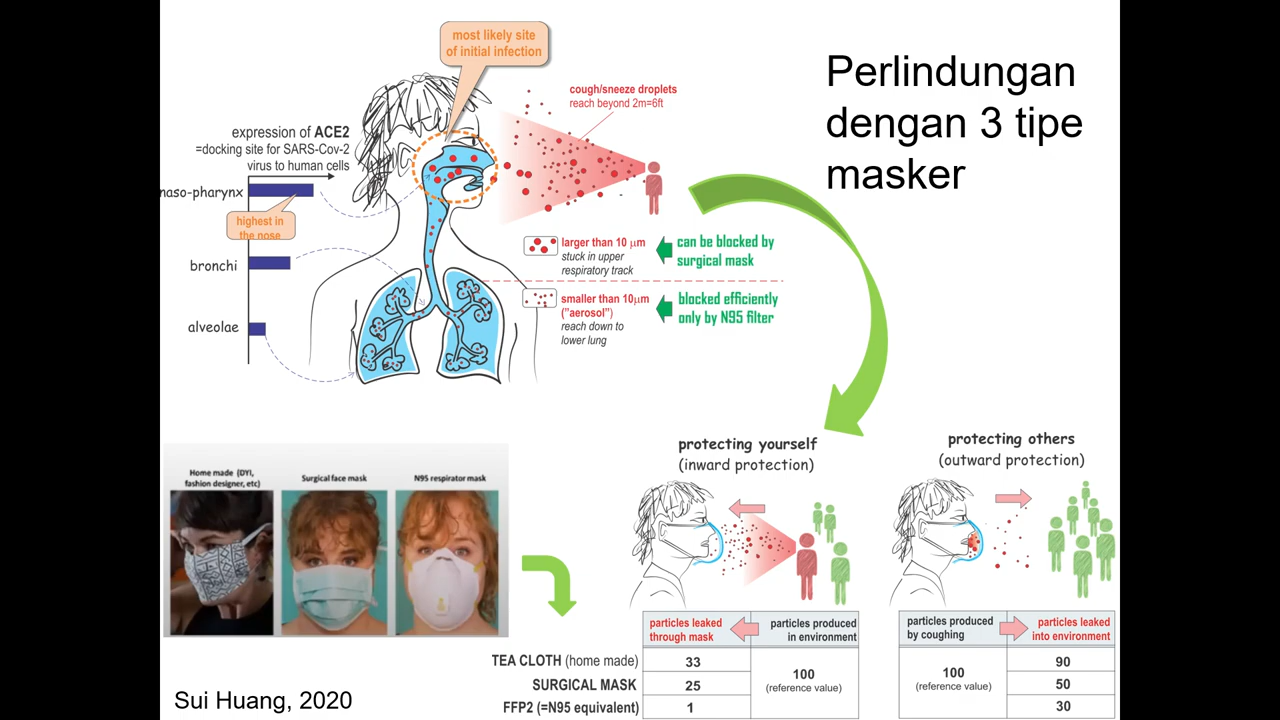 most likely site
of initial infection
Perlindungan
dengan 3 tipe
masker
cough/sneeze droplets
reach beyond 2m=6ft
expression of ACE2
=docking site for SARS-Cov-2
virus to human cells
naso-pharynx
highest in
the nose
bronchi
alveolae
larger than 10 μm
stuck in upper
respiratory track
can be blocked by
surgical mask
smaller than 10μm
("aerosol")
reach down to
lower lung
blocked efficiently
only by N95 filter
Home made (DYI,
fashion designer, etc)
Surgical face mask
N95 respirator mask
protecting yourself
(inward protection)
protecting others
(outward protection)
particles leaked
through mask
particles produced
in environment
particles produced
by coughing
particles leaked
into environment
TEA CLOTH (home made)
33
100
(reference value)
100
(reference value)
90
SURGICAL MASK
25
50
FFP2 (=N95 equivalent)
1
30
Sui Huang, 2020